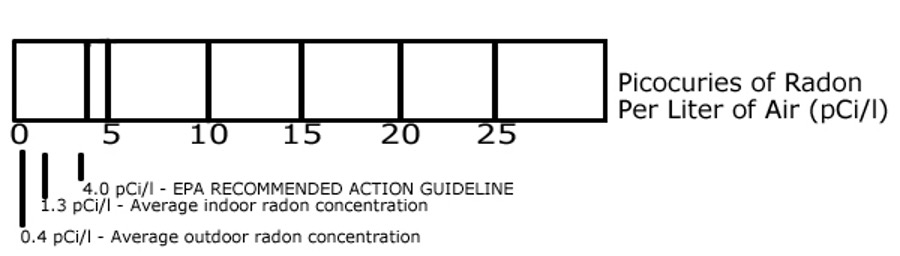 Picocuries of Radon
Per Liter of Air (pCi/l)
0 5 10 15 20 25
4.0 pCi/l - EPA RECOMMENDED ACTION GUIDELINE
1.3 pCi/l - Average indoor radon concentration
0.4 pCi/l - Average outdoor radon concentration